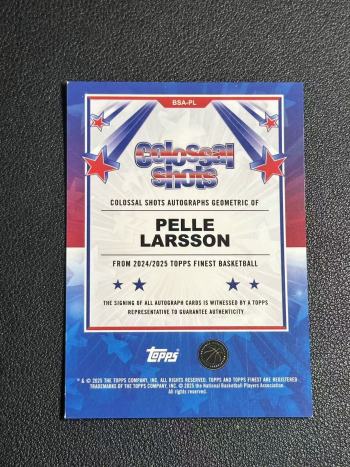 BSA-PL
Colossal
Shots
COLOSSAL SHOTS AUTOGRAPHS GEOMETRIC OF
PELLE
LARSSON
FROM 2024/2025 TOPPS FINEST BASKETBALL
THE SIGNING OF ALL AUTOGRAPH CARDS IS WITNESSED BY A TOPPS
REPRESENTATIVE TO GUARANTEE AUTHENTICITY
Topps
® & © 2025 THE TOPPS COMPANY, INC. ALL RIGHTS RESERVED. TOPPS AND TOPPS FINEST ARE REGISTERED
TRADEMARKS OF THE TOPPS COMPANY, INC. © 2025 the National Basketball Players Association.
All rights reserved.